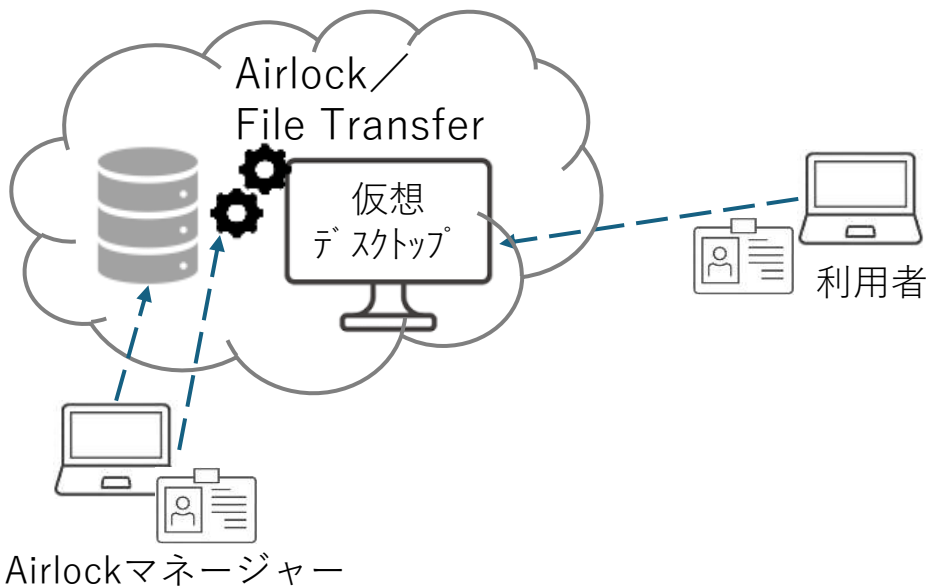 Airlock／
File Transfer
仮想
デスクトップ
利用者
Airlockマネージャー